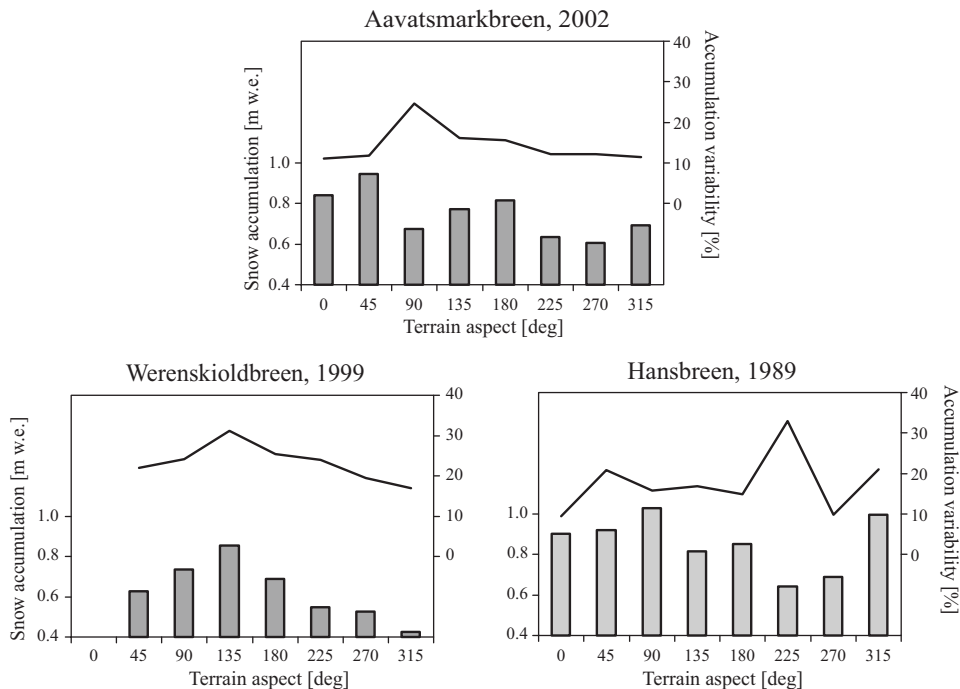 Aavatsmarkbreen, 2002
Snow accumulation [m w.e.]
1.0
0.8
0.6
0.4
40
30
20
10
0
Accumulation variability [%]
0 45 90 135 180 225 270 315
Terrain aspect [deg]
Werenskioldbreen, 1999
Snow accumulation [m w.e.]
1.0
0.8
0.6
0.4
40
30
20
10
0
0 45 90 135 180 225 270 315
Terrain aspect [deg]
Hansbreen, 1989
1.0
0.8
0.6
0.4
40
30
20
10
0
Accumulation variability [%]
0 45 90 135 180 225 270 315
Terrain aspect [deg]